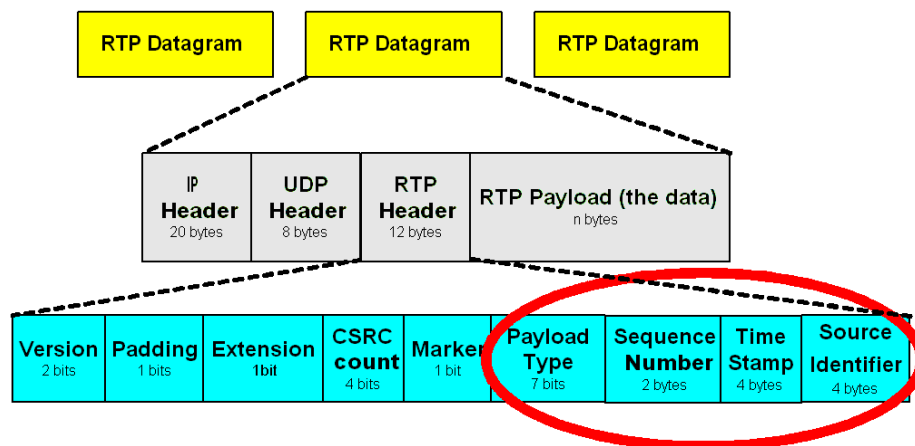 RTP Datagram
RTP Datagram
RTP Datagram
IP
Header
20 bytes
UDP
Header
8 bytes
RTP
Header
12 bytes
RTP Payload (the data)
n bytes
Version
2 bits
Padding
1 bits
Extension
1bit
CSRC
count
4 bits
Marker
1 bit
Payload
Type
7 bits
Sequence
Number
2 bytes
Time
Stamp
4 bytes
Source
Identifier
4 bytes